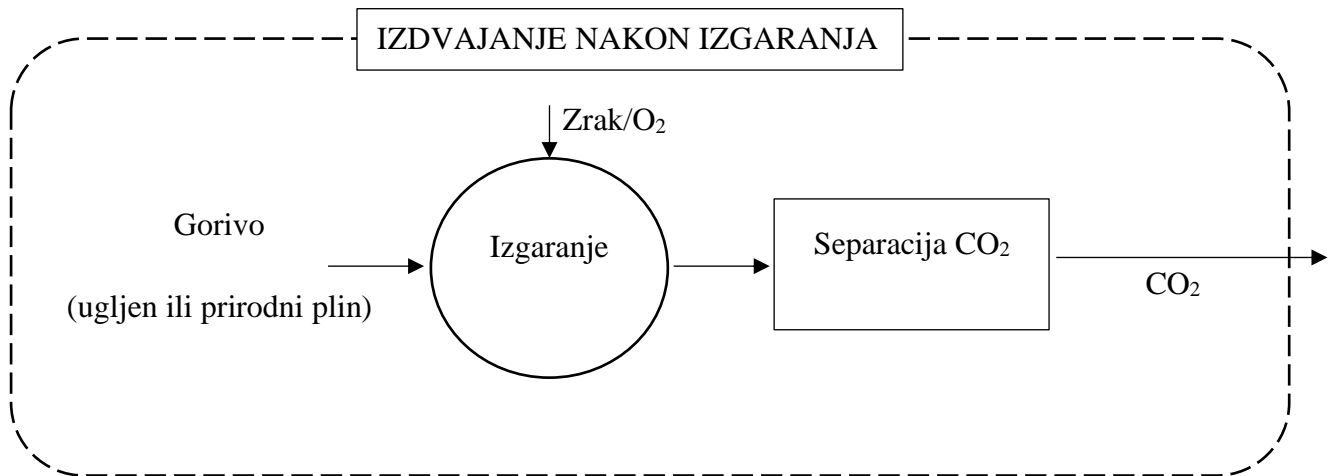 IZDVAJANJE NAKON IZGARANJA
Zrak/O₂
Gorivo
(ugljen ili prirodni plin)
Izgaranje
Separacija CO₂
CO₂